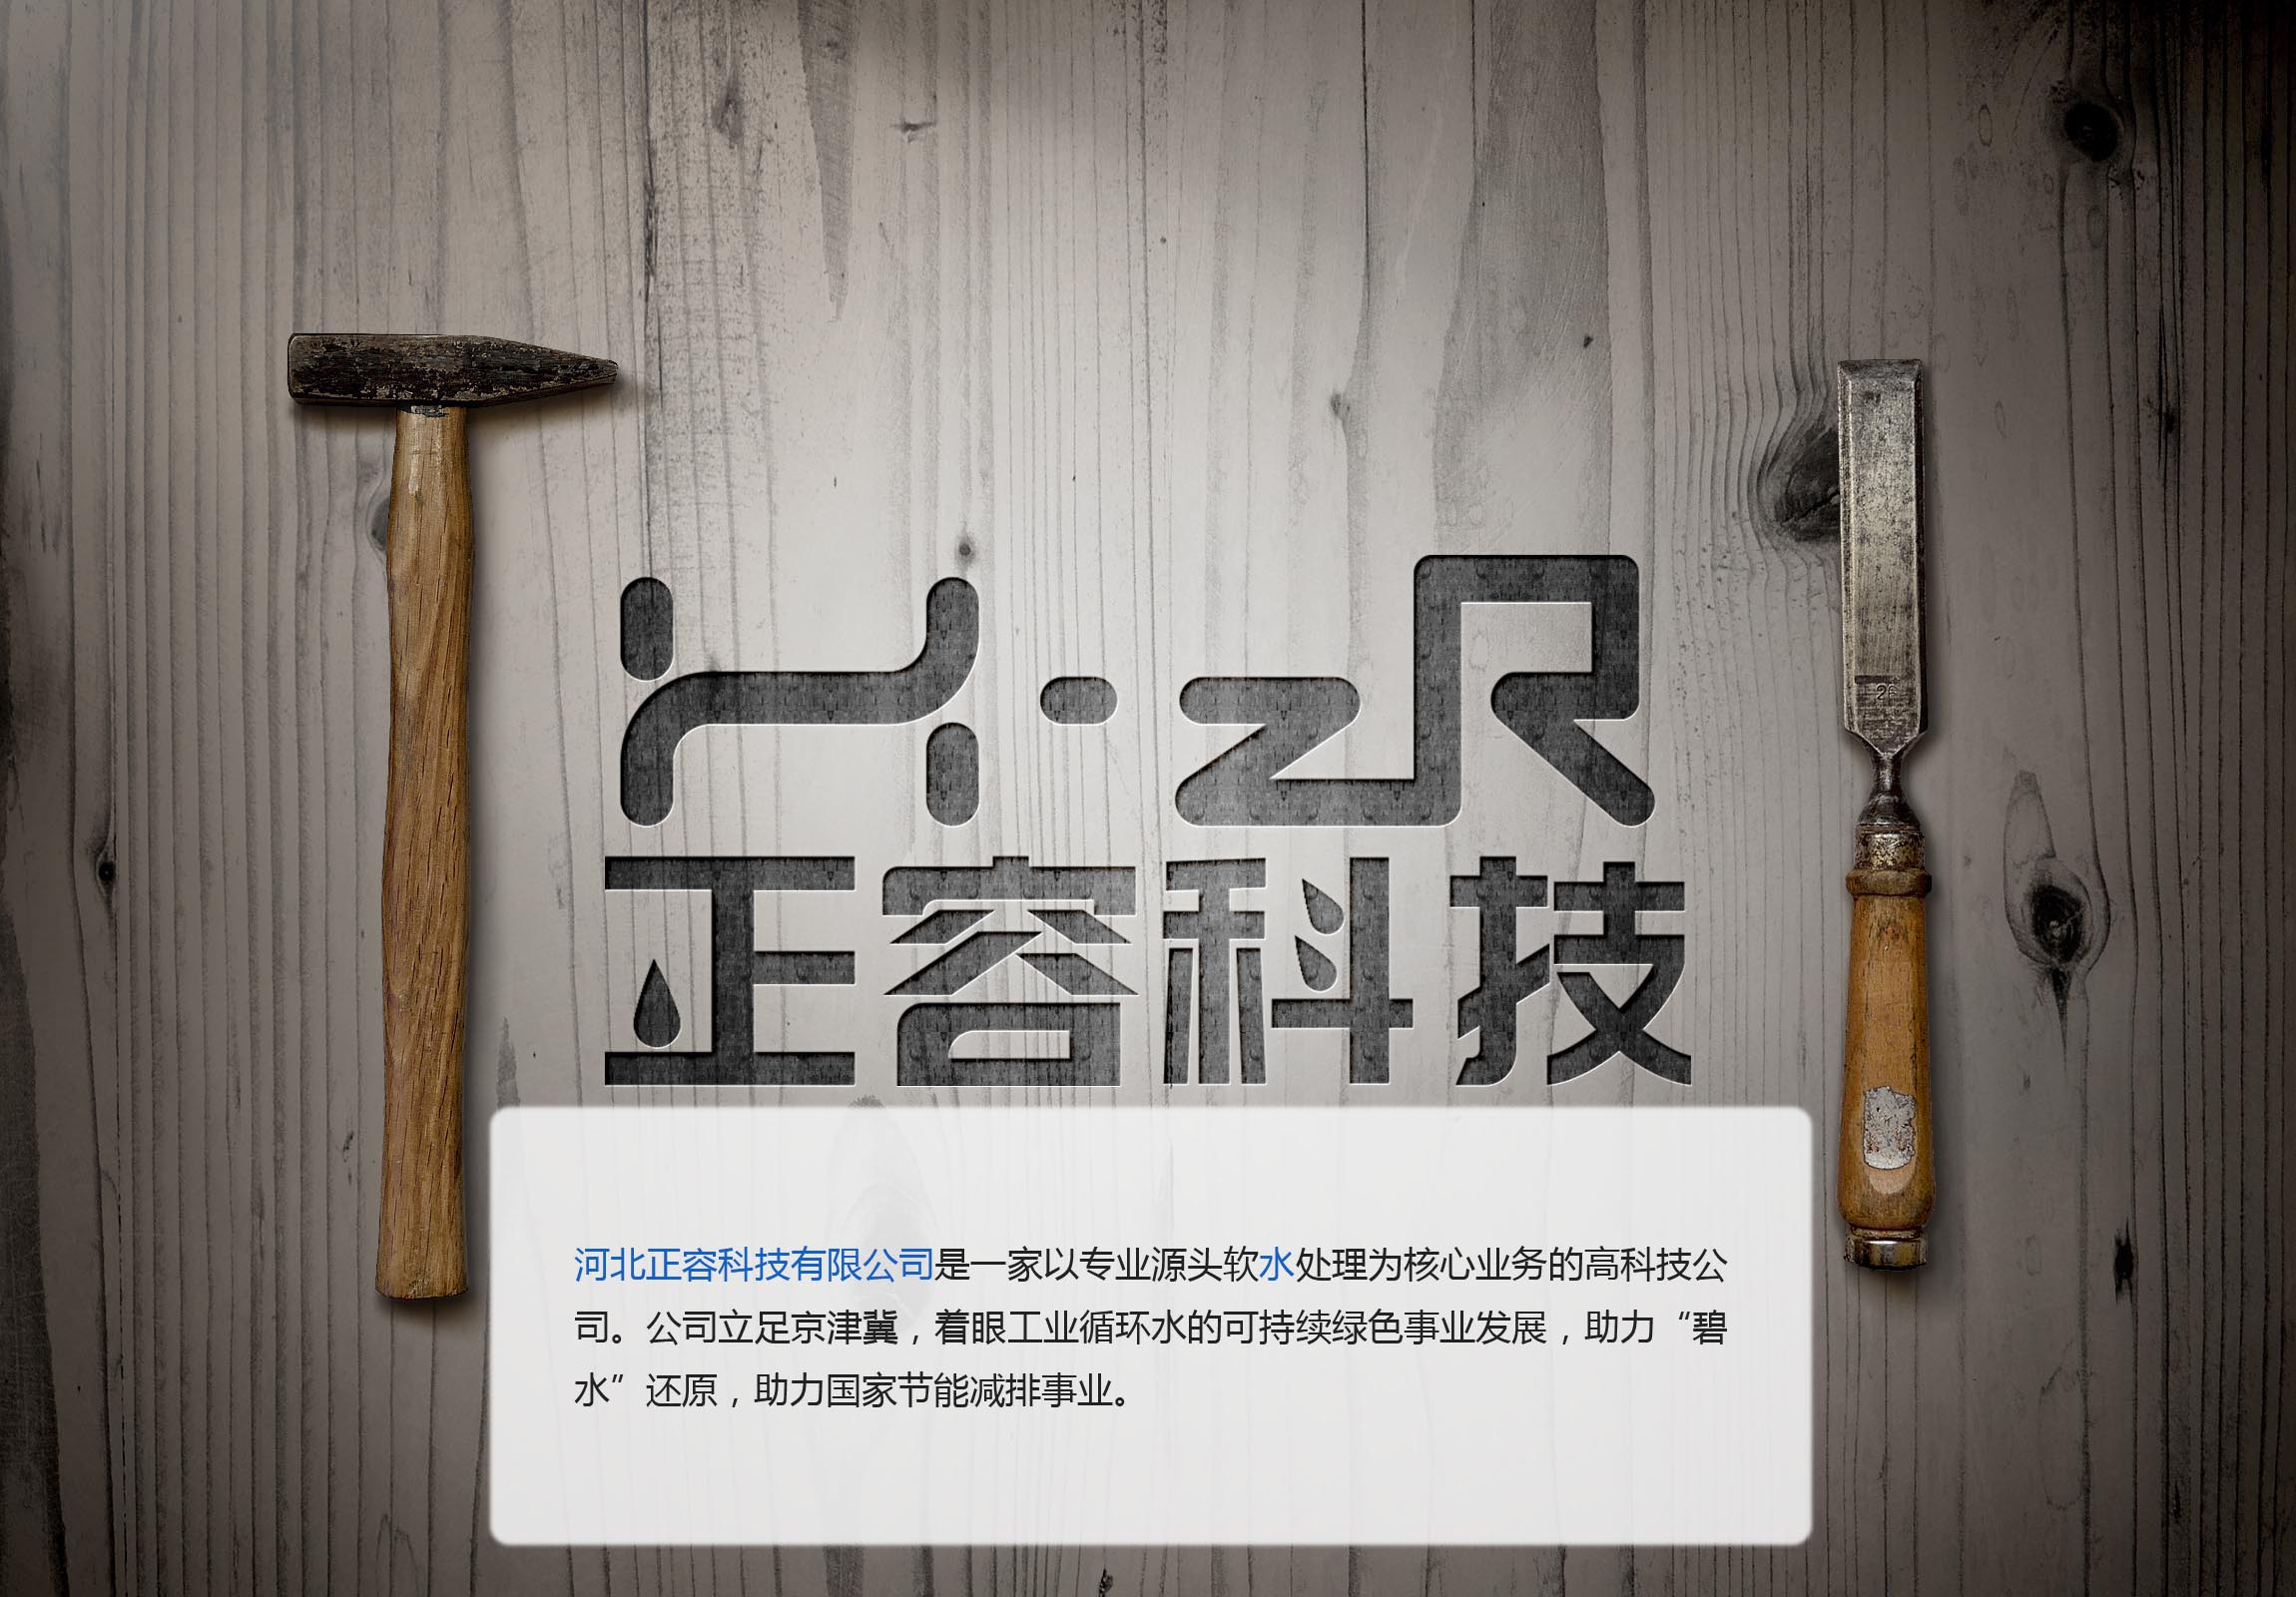 H·ZR
正容科技
河北正容科技有限公司是一家以专业源头软水处理为核心业务的高科技公
司。公司立足京津冀，着眼工业循环水的可持续绿色事业发展，助力“碧
水”还原，助力国家节能减排事业。